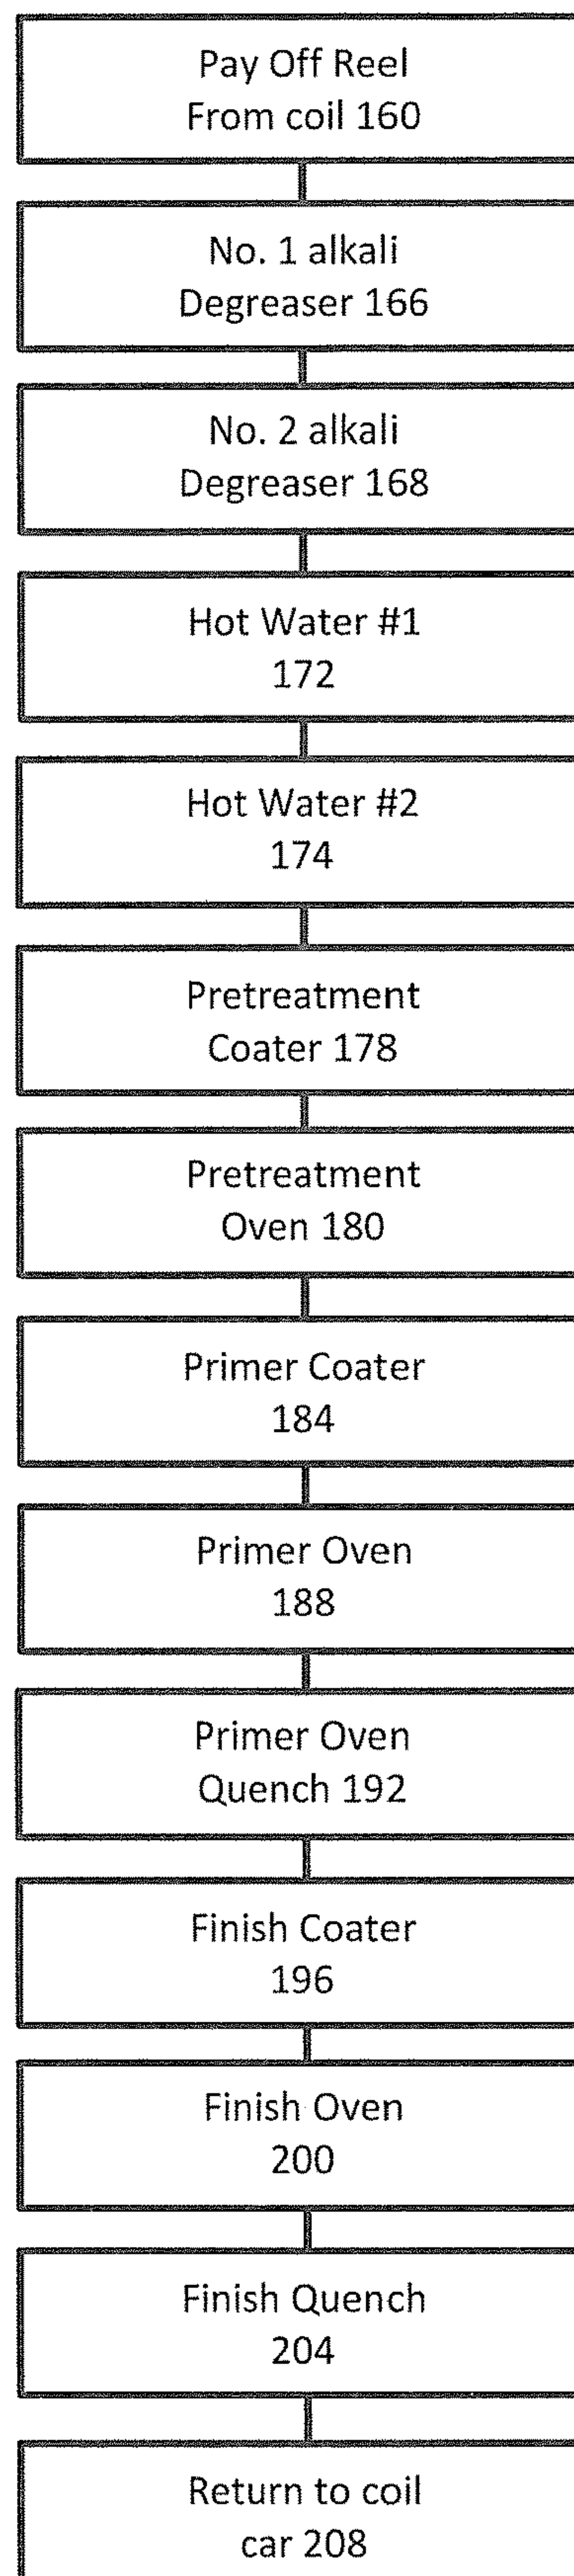 Pay Off Reel
From coil 160
No. 1 alkali
Degreaser 166
No. 2 alkali
Degreaser 168
Hot Water #1
172
Hot Water #2
174
Pretreatment
Coater 178
Pretreatment
Oven 180
Primer Coater
184
Primer Oven
188
Primer Oven
Quench 192
Finish Coater
196
Finish Oven
200
Finish Quench
204
Return to coil
car 208